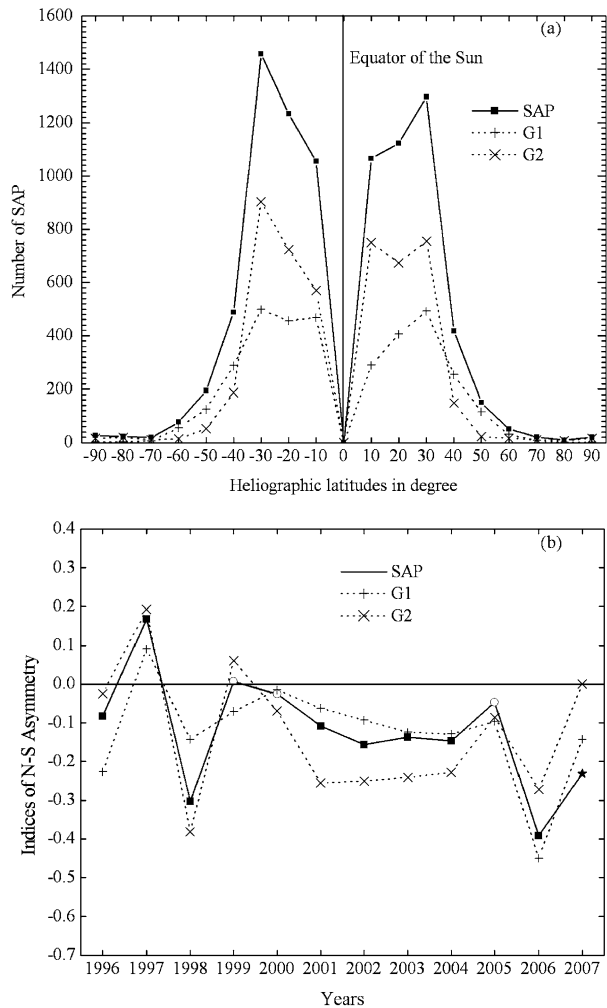 (a)
1600
1400
1200
1000
800
600
400
200
0
Number of SAP
Equator of the Sun
SAP
G1
G2
-90 -80 -70 -60 -50 -40 -30 -20 -10 0 10 20 30 40 50 60 70 80 90
Heliographic latitudes in degree
(b)
0.4
0.3
0.2
0.1
0.0
-0.1
-0.2
-0.3
-0.4
-0.5
-0.6
-0.7
Indices of N-S Asymmetry
SAP
G1
G2
1996 1997 1998 1999 2000 2001 2002 2003 2004 2005 2006 2007
Years